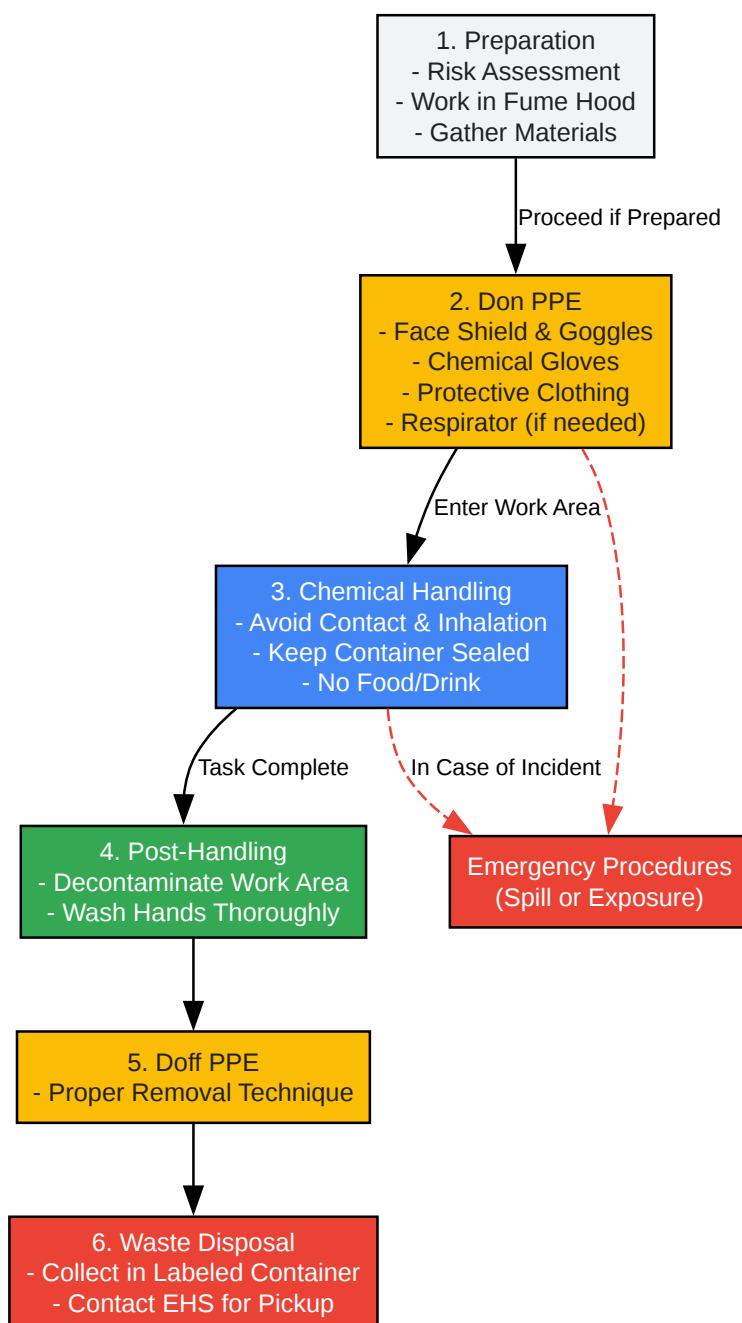 1. Preparation
- Risk Assessment
- Work in Fume Hood
- Gather Materials
Proceed if Prepared
2. Don PPE
- Face Shield & Goggles
- Chemical Gloves
- Protective Clothing
- Respirator (if needed)
Enter Work Area
3. Chemical Handling
- Avoid Contact & Inhalation
- Keep Container Sealed
- No Food/Drink
Task Complete
In Case of Incident
4. Post-Handling
- Decontaminate Work Area
- Wash Hands Thoroughly
Emergency Procedures
(Spill or Exposure)
5. Doff PPE
- Proper Removal Technique
6. Waste Disposal
- Collect in Labeled Container
- Contact EHS for Pickup